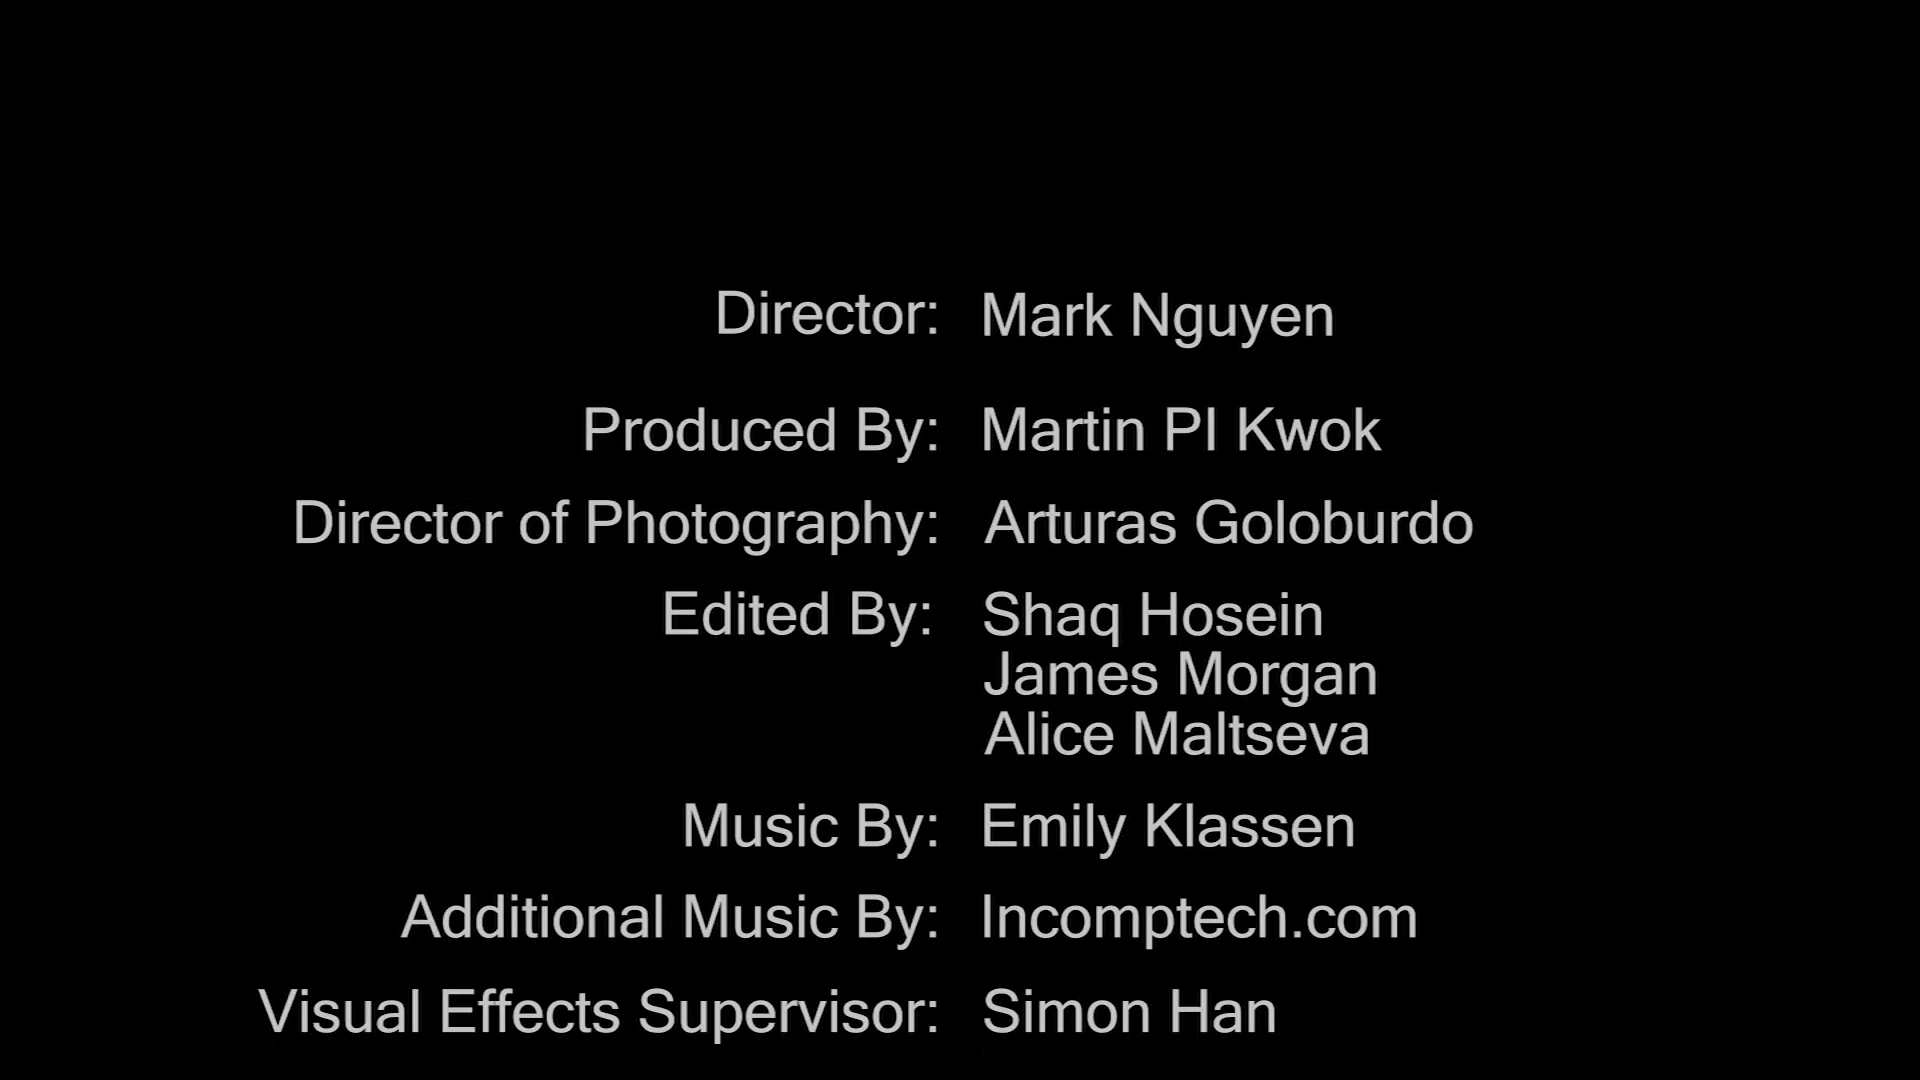 Director: Mark Nguyen
Produced By: Martin PI Kwok
Director of Photography: Arturas Goloburdo
Edited By: Shaq Hosein
James Morgan
Alice Maltseva
Music By: Emily Klassen
Additional Music By: Incomptech.com
Visual Effects Supervisor: Simon Han